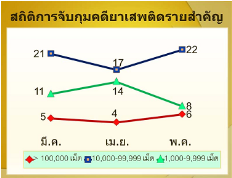 สถิติการจับกุมคดียาเสพติดรายสำคัญ
21
17
22
11
14
8
5
4
6
มี.ค.
เม.ย.
พ.ค.
> 100,000 เม็ด
10,000-99,999 เม็ด
1,000-9,999 เม็ด